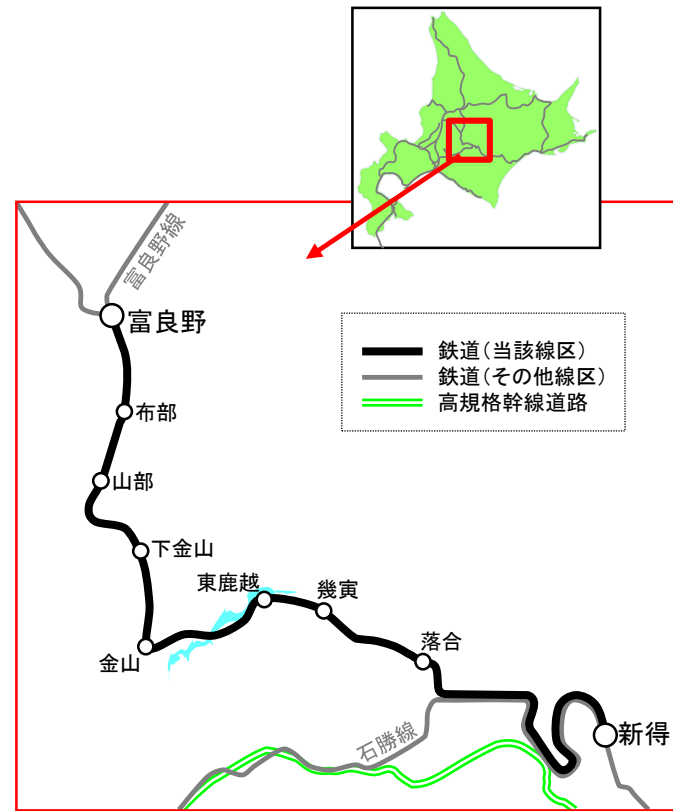 富良野線
富良野
鉄道（当該線区）
鉄道（その他線区）
高規格幹線道路
布部
山部
下金山
東鹿越
幾寅
金山
落合
石勝線
新得